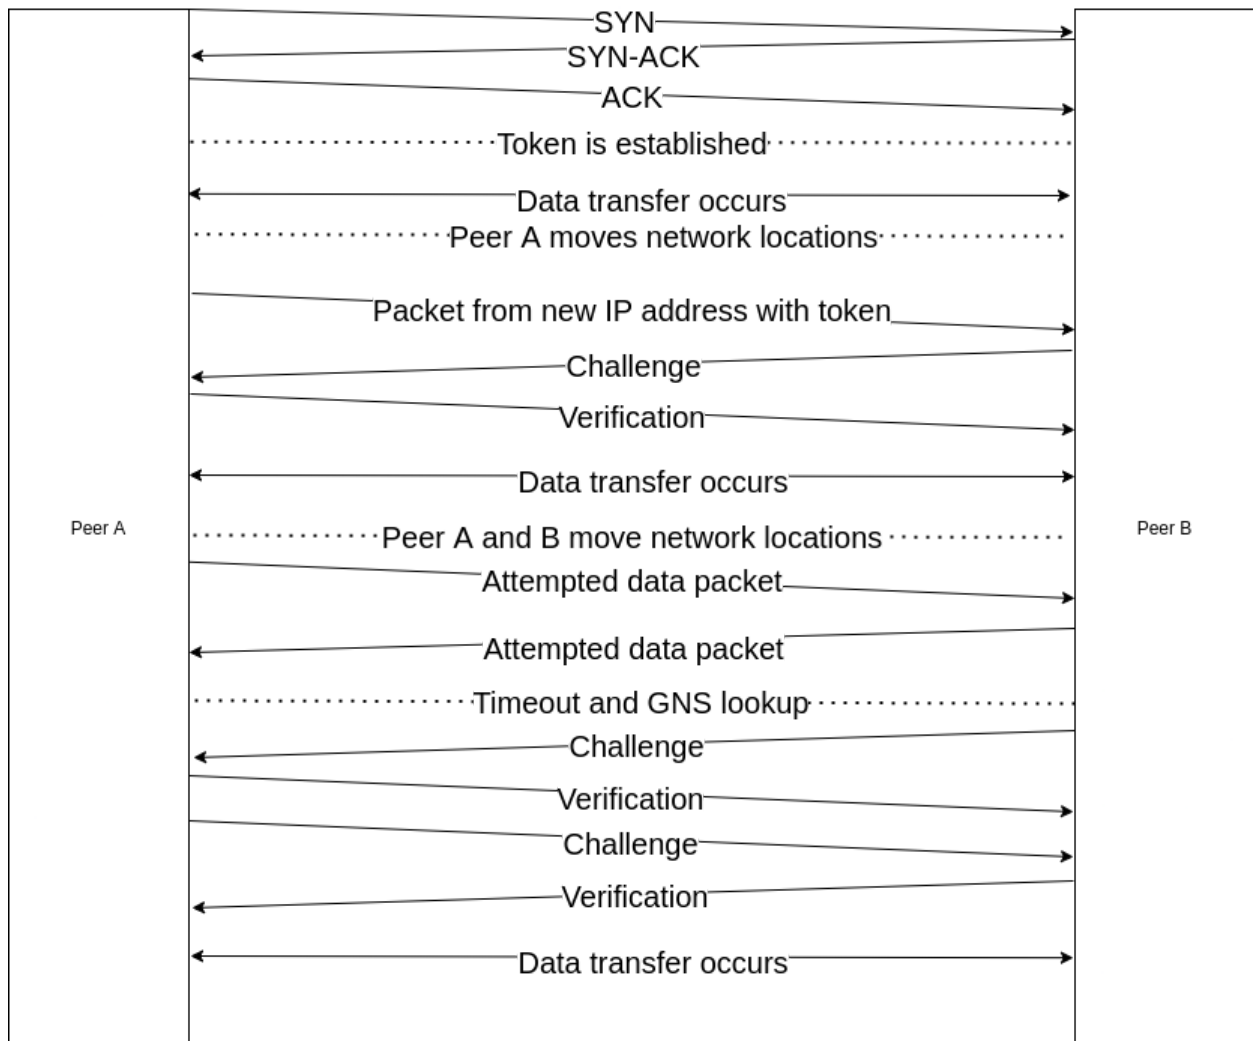 SYN
SYN-ACK
ACK
Token is established
Data transfer occurs
Peer A moves network locations
Packet from new IP address with token
Challenge
Verification
Data transfer occurs
Peer A
Peer B
Peer A and B move network locations
Attempted data packet
Attempted data packet
Timeout and GNS lookup
Challenge
Verification
Challenge
Verification
Data transfer occurs